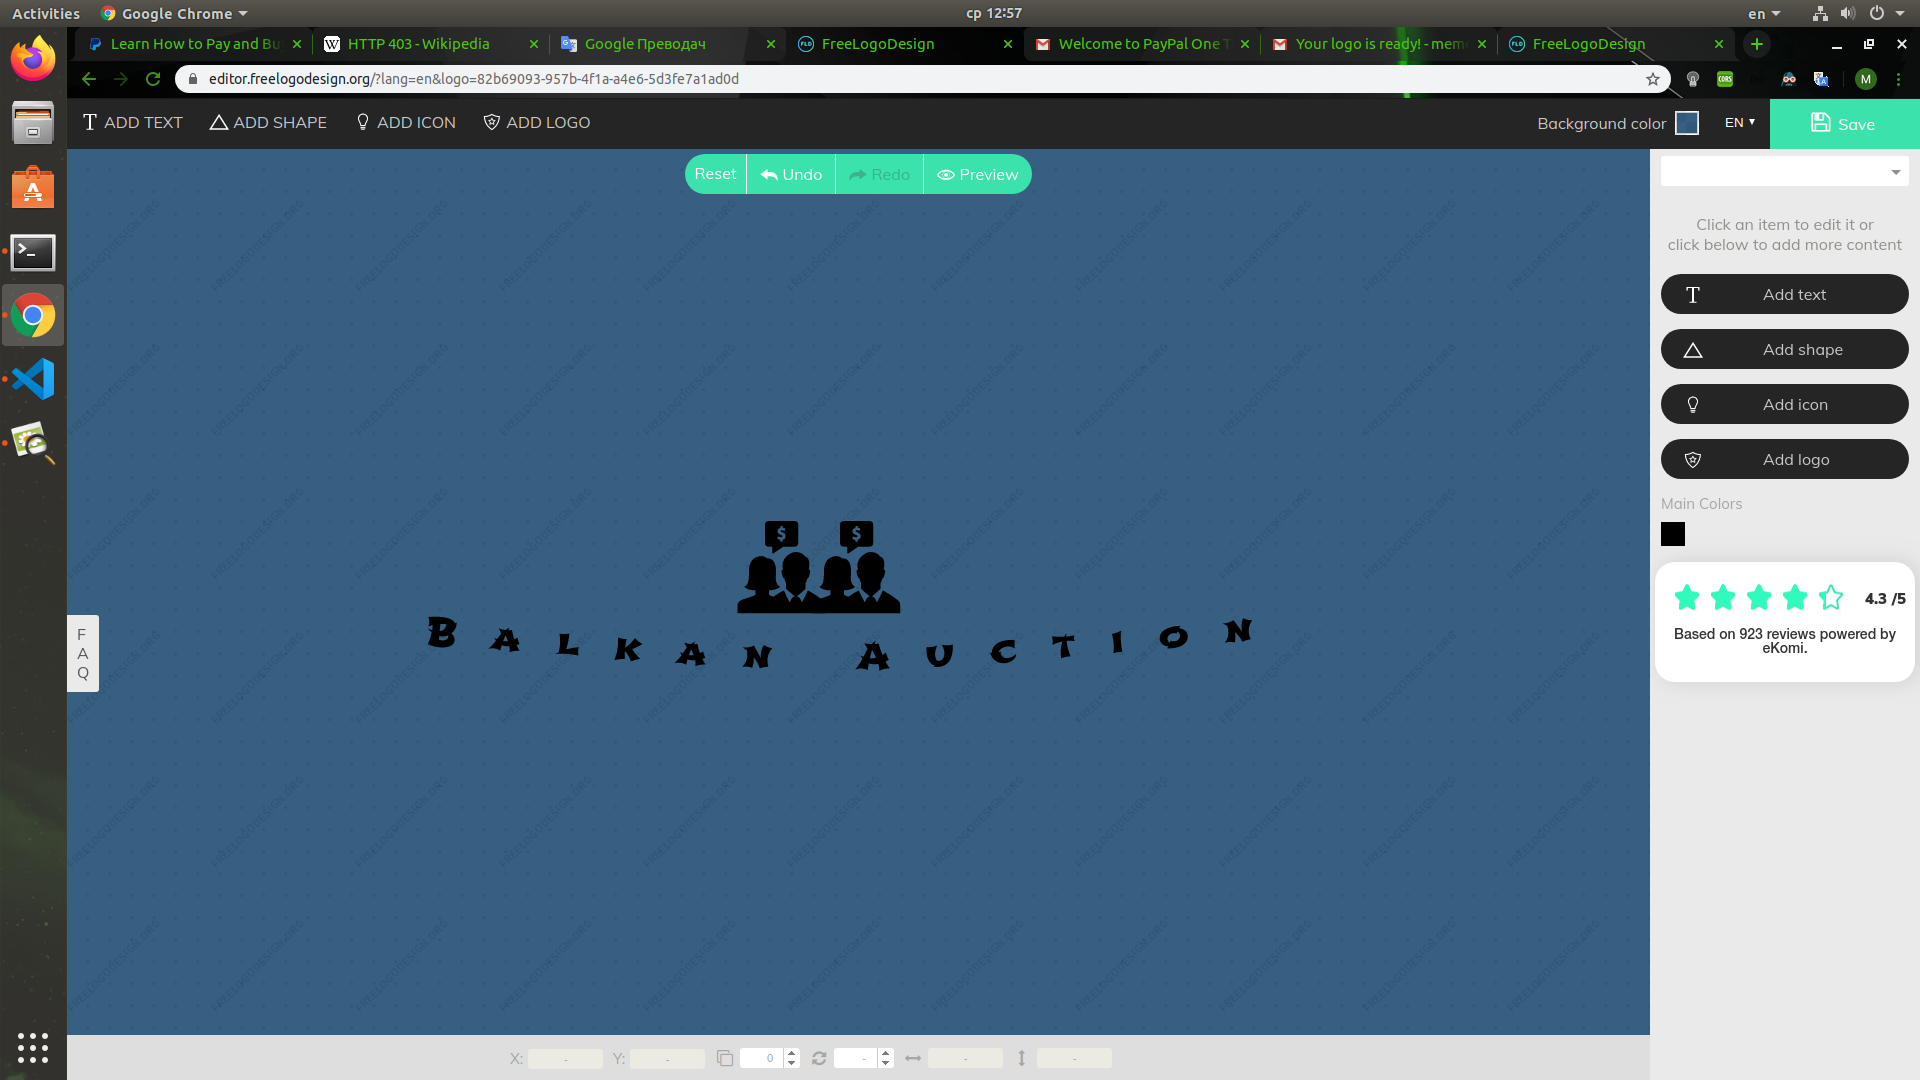 Activities
Google Chrome
ср 12:57
en
Learn How to Pay and Bu
HTTP 403 - Wikipedia
Google Преводач
FreeLogoDesign
Welcome to PayPal One T
Your logo is ready! - mem
FreeLogoDesign
editor.freelogodesign.org/?lang=en&logo=82b69093-957b-4f1a-a4e6-5d3fe7a1ad0d
CORS
M
ADD TEXT
ADD SHAPE
ADD ICON
ADD LOGO
Background color
EN
Save
Reset
Undo
Redo
Preview
Click an item to edit it or
click below to add more content
Add text
Add shape
Add icon
Add logo
Main Colors
4.3 /5
Based on 923 reviews powered by
eKomi.
FAQ
$ $
Balkan Auction
FREELOGODESIGN.ORG
X: -
Y: -
0
-
-
-